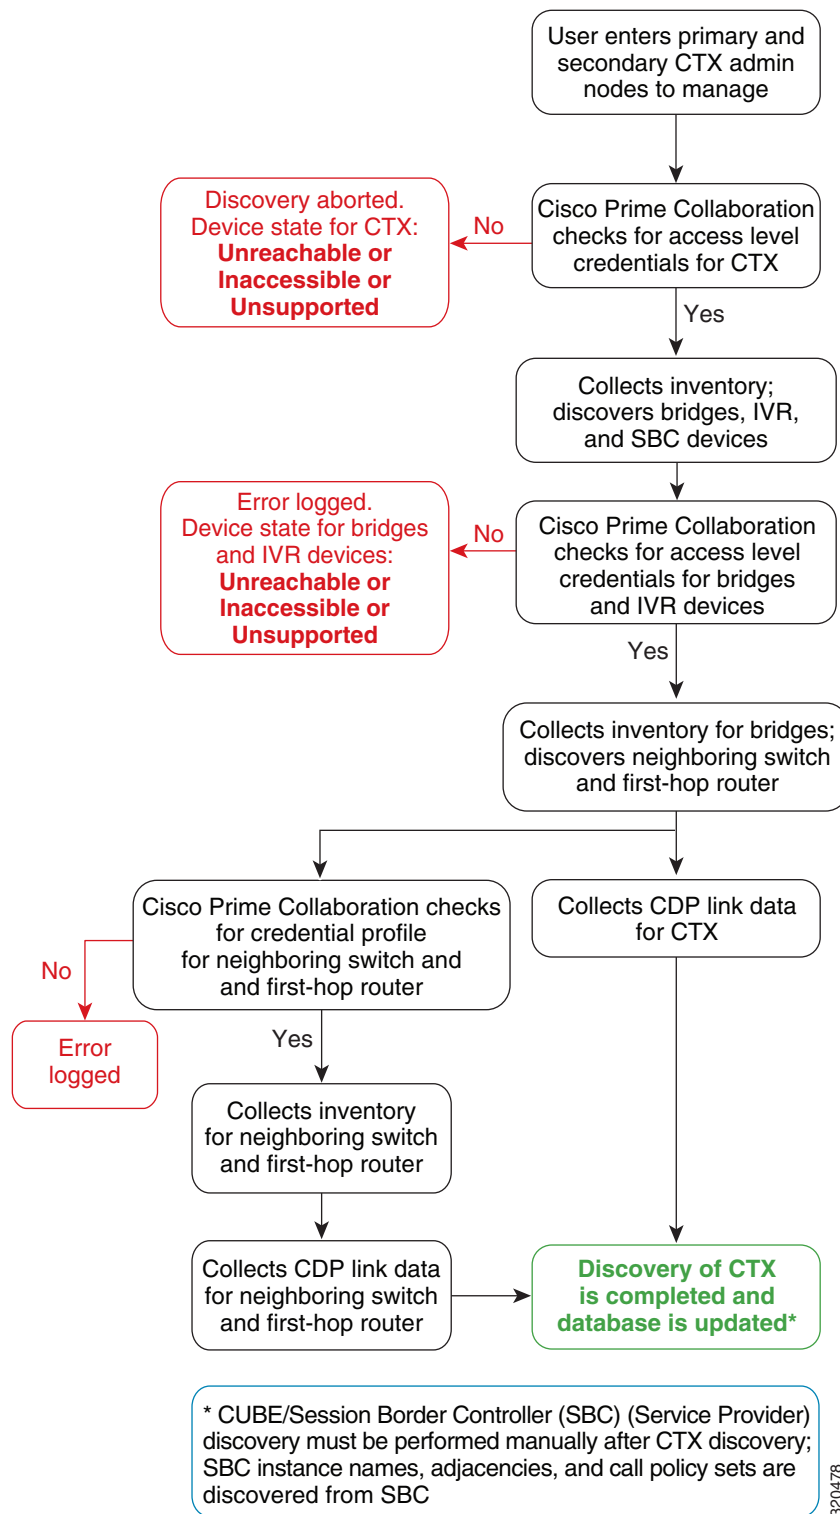 User enters primary and
secondary CTX admin
nodes to manage
Discovery aborted.
Device state for CTX:
Unreachable or
Inaccessible or
Unsupported
No
Cisco Prime Collaboration
checks for access level
credentials for CTX
Yes
Collects inventory;
discovers bridges, IVR,
and SBC devices
Error logged.
Device state for bridges
and IVR devices:
Unreachable or
Inaccessible or
Unsupported
No
Cisco Prime Collaboration
checks for access level
credentials for bridges
and IVR devices
Yes
Collects inventory for bridges;
discovers neighboring switch
and first-hop router
Cisco Prime Collaboration checks
for credential profile
for neighboring switch and
and first-hop router
Collects CDP link data
for CTX
No
Error
logged
Yes
Collects inventory
for neighboring switch
and first-hop router
Collects CDP link data
for neighboring switch
and first-hop router
Discovery of CTX
is completed and
database is updated*
* CUBE/Session Border Controller (SBC) (Service Provider)
discovery must be performed manually after CTX discovery;
SBC instance names, adjacencies, and call policy sets are
discovered from SBC
320478